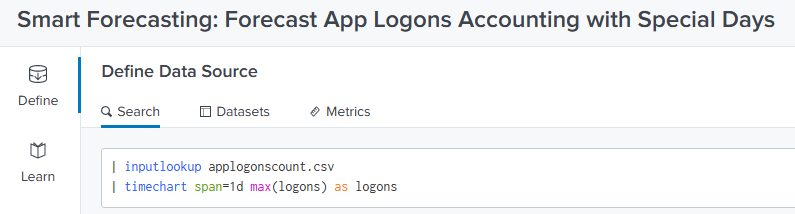 Smart Forecasting: Forecast App Logons Accounting with Special Days
Define
Learn
Define Data Source
Search
Datasets
Metrics
| inputlookup applogonscount.csv
| timechart span=1d max(logons) as logons